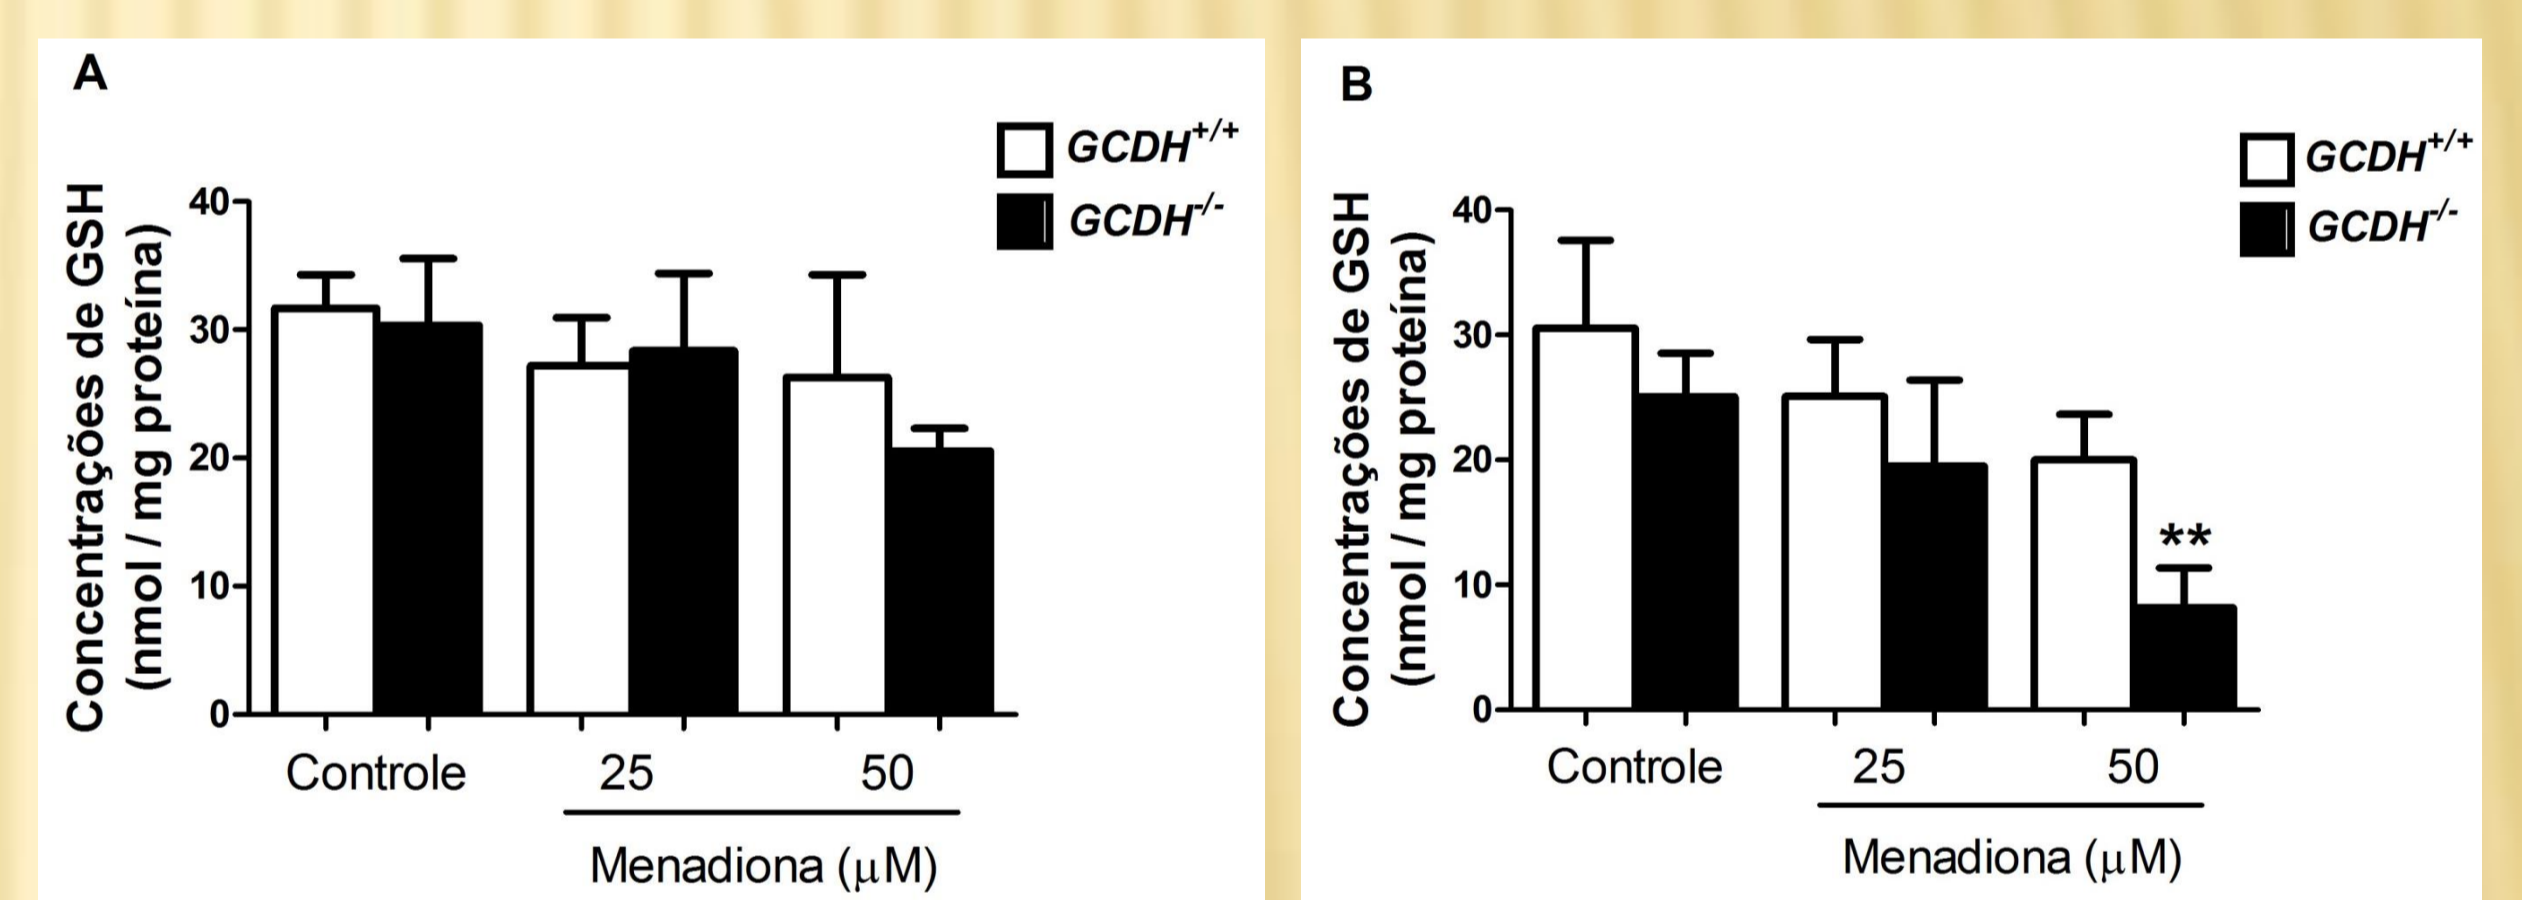 A
GCDH+/+
GCDH-/-
Concentrações de GSH
(nmol / mg proteína)
40
30
20
10
0
Controle 25 50
Menadiona (μM)
B
GCDH+/+
GCDH-/-
Concentrações de GSH
(nmol / mg proteína)
40
30
20
10
0
**
Controle 25 50
Menadiona (μM)